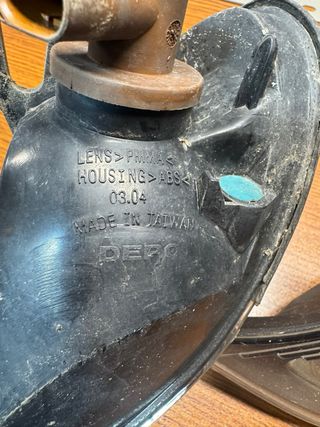 LENS>PMMA<
HOUSING>ABS<
03.04
MADE IN TAIWAN
DEPO